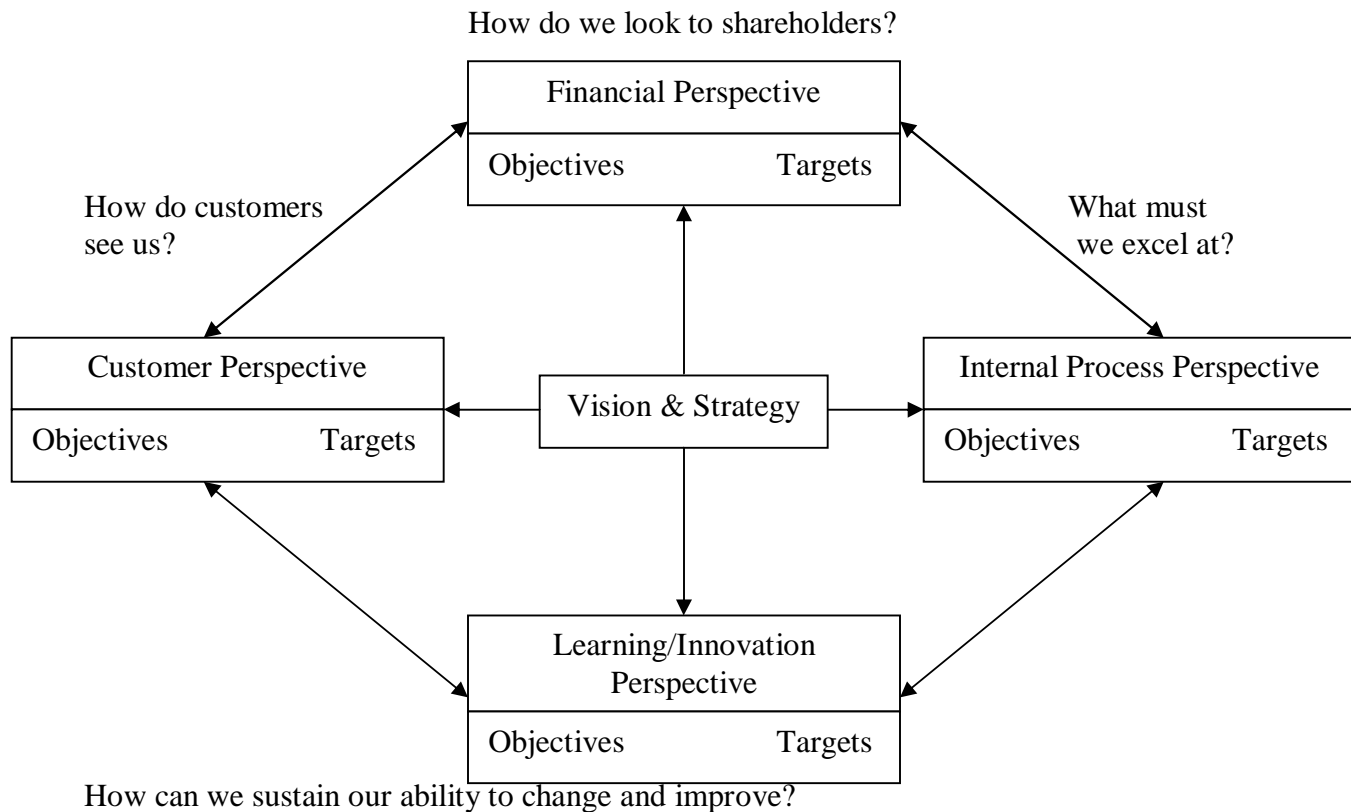 How do we look to shareholders?
Financial Perspective
Objectives Targets
How do customers
see us?
What must
we excel at?
Customer Perspective
Objectives Targets
Vision & Strategy
Internal Process Perspective
Objectives Targets
Learning/Innovation
Perspective
Objectives Targets
How can we sustain our ability to change and improve?